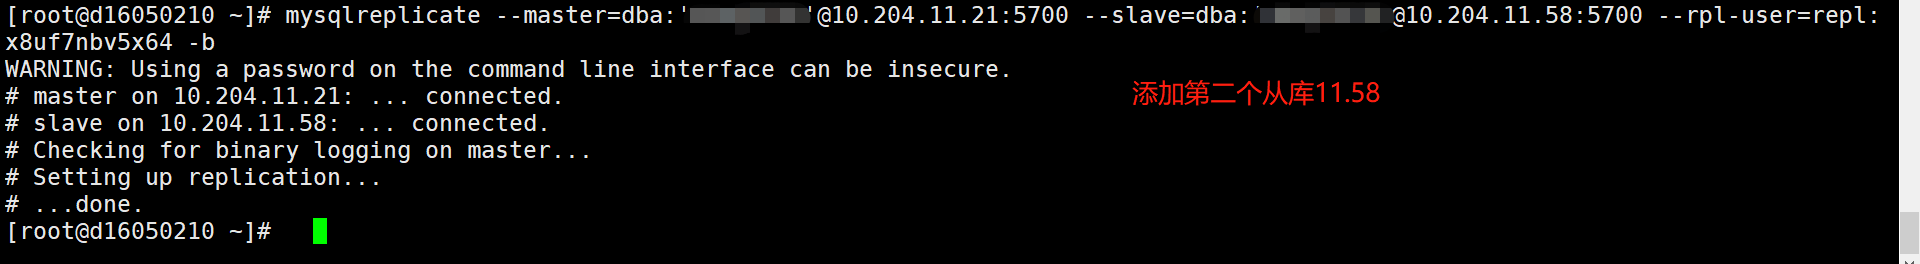 [root@d16050210 ~]# mysqlreplicate --master=dba:' '@10.204.11.21:5700 --slave=dba:' @10.204.11.58:5700 --rpl-user=repl:
x8uf7nbv5x64 -b
WARNING: Using a password on the command line interface can be insecure.
# master on 10.204.11.21: ... connected.
添加第二个从库11.58
# slave on 10.204.11.58: ... connected.
# Checking for binary logging on master...
# Setting up replication...
# ...done.
[root@d16050210 ~]#